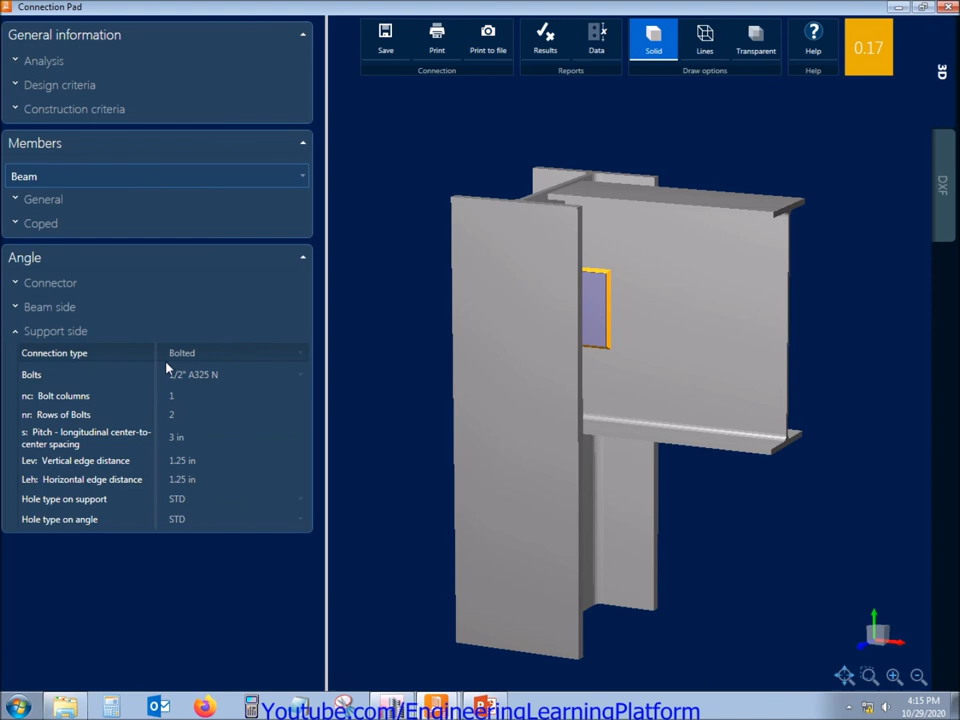 Connection Pad
General information
Analysis
Design criteria
Construction criteria
Members
Beam
General
Coped
Angle
Connector
Beam side
Support side
Connection type Bolted
Bolts 1/2" A325 N
nc: Bolt columns 1
nr: Rows of Bolts 2
s: Pitch - longitudinal center-to-
center spacing 3 in
Lev: Vertical edge distance 1.25 in
Leh: Horizontal edge distance 1.25 in
Hole type on support STD
Hole type on angle STD
Save Print Print to file Results Data Solid Lines Transparent Help
Connection Reports Draw options Help
0.17
3D
DXF
Youtube.com/EngineeringLearningPlatform
4:15 PM
10/29/2020